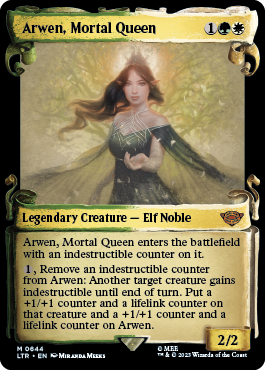 Arwen, Mortal Queen 1
Legendary Creature — Elf Noble
Arwen, Mortal Queen enters the battlefield
with an indestructible counter on it.
1, Remove an indestructible counter
from Arwen: Another target creature gains
indestructible until end of turn. Put a
+1/+1 counter and a lifelink counter on
that creature and a +1/+1 counter and a
lifelink counter on Arwen.
2/2
M 0644
LTR • EN Miranda Meeks
© MEE
™ & © 2023 Wizards of the Coast